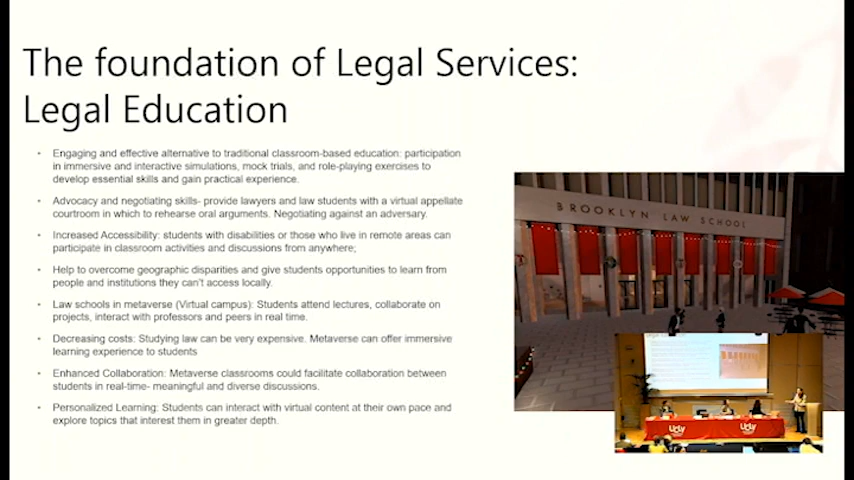 The foundation of Legal Services:
Legal Education
• Engaging and effective alternative to traditional classroom-based education: participation
in immersive and interactive simulations, mock trials, and role-playing exercises to
develop essential skills and gain practical experience.
• Advocacy and negotiating skills- provide lawyers and law students with a virtual appellate
courtroom in which to rehearse oral arguments. Negotiating against an adversary.
• Increased Accessibility: students with disabilities or those who live in remote areas can
participate in classroom activities and discussions from anywhere;
• Help to overcome geographic disparities and give students opportunities to learn from
people and institutions they can't access locally.
• Law schools in metaverse (Virtual campus): Students attend lectures, collaborate on
projects, interact with professors and peers in real time.
• Decreasing costs: Studying law can be very expensive. Metaverse can offer immersive
learning experience to students
• Enhanced Collaboration: Metaverse classrooms could facilitate collaboration between
students in real-time- meaningful and diverse discussions.
• Personalized Learning: Students can interact with virtual content at their own pace and
explore topics that interest them in greater depth.
BROOKLYN LAW SCHOOL